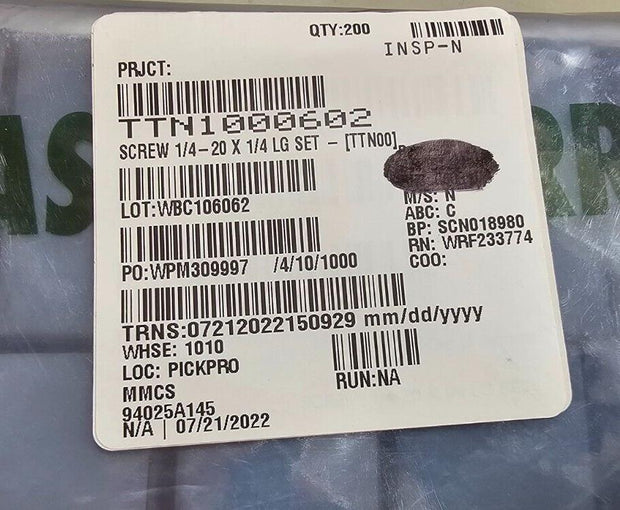 QTY:200
INSP-N
PRJCT:
TTN1000602
SCREW 1/4-20 X 1/4 LG SET - [TTN00]
LOT:WBC106062
M/S: N
ABC: C
BP: SCN018980
RN: WRF233774
COO:
PO:WPM309997 /4/10/1000
TRNS:07212022150929 mm/dd/yyyy
WHSE: 1010
LOC: PICKPRO
RUN:NA
MMCS
94025A145
N/A | 07/21/2022